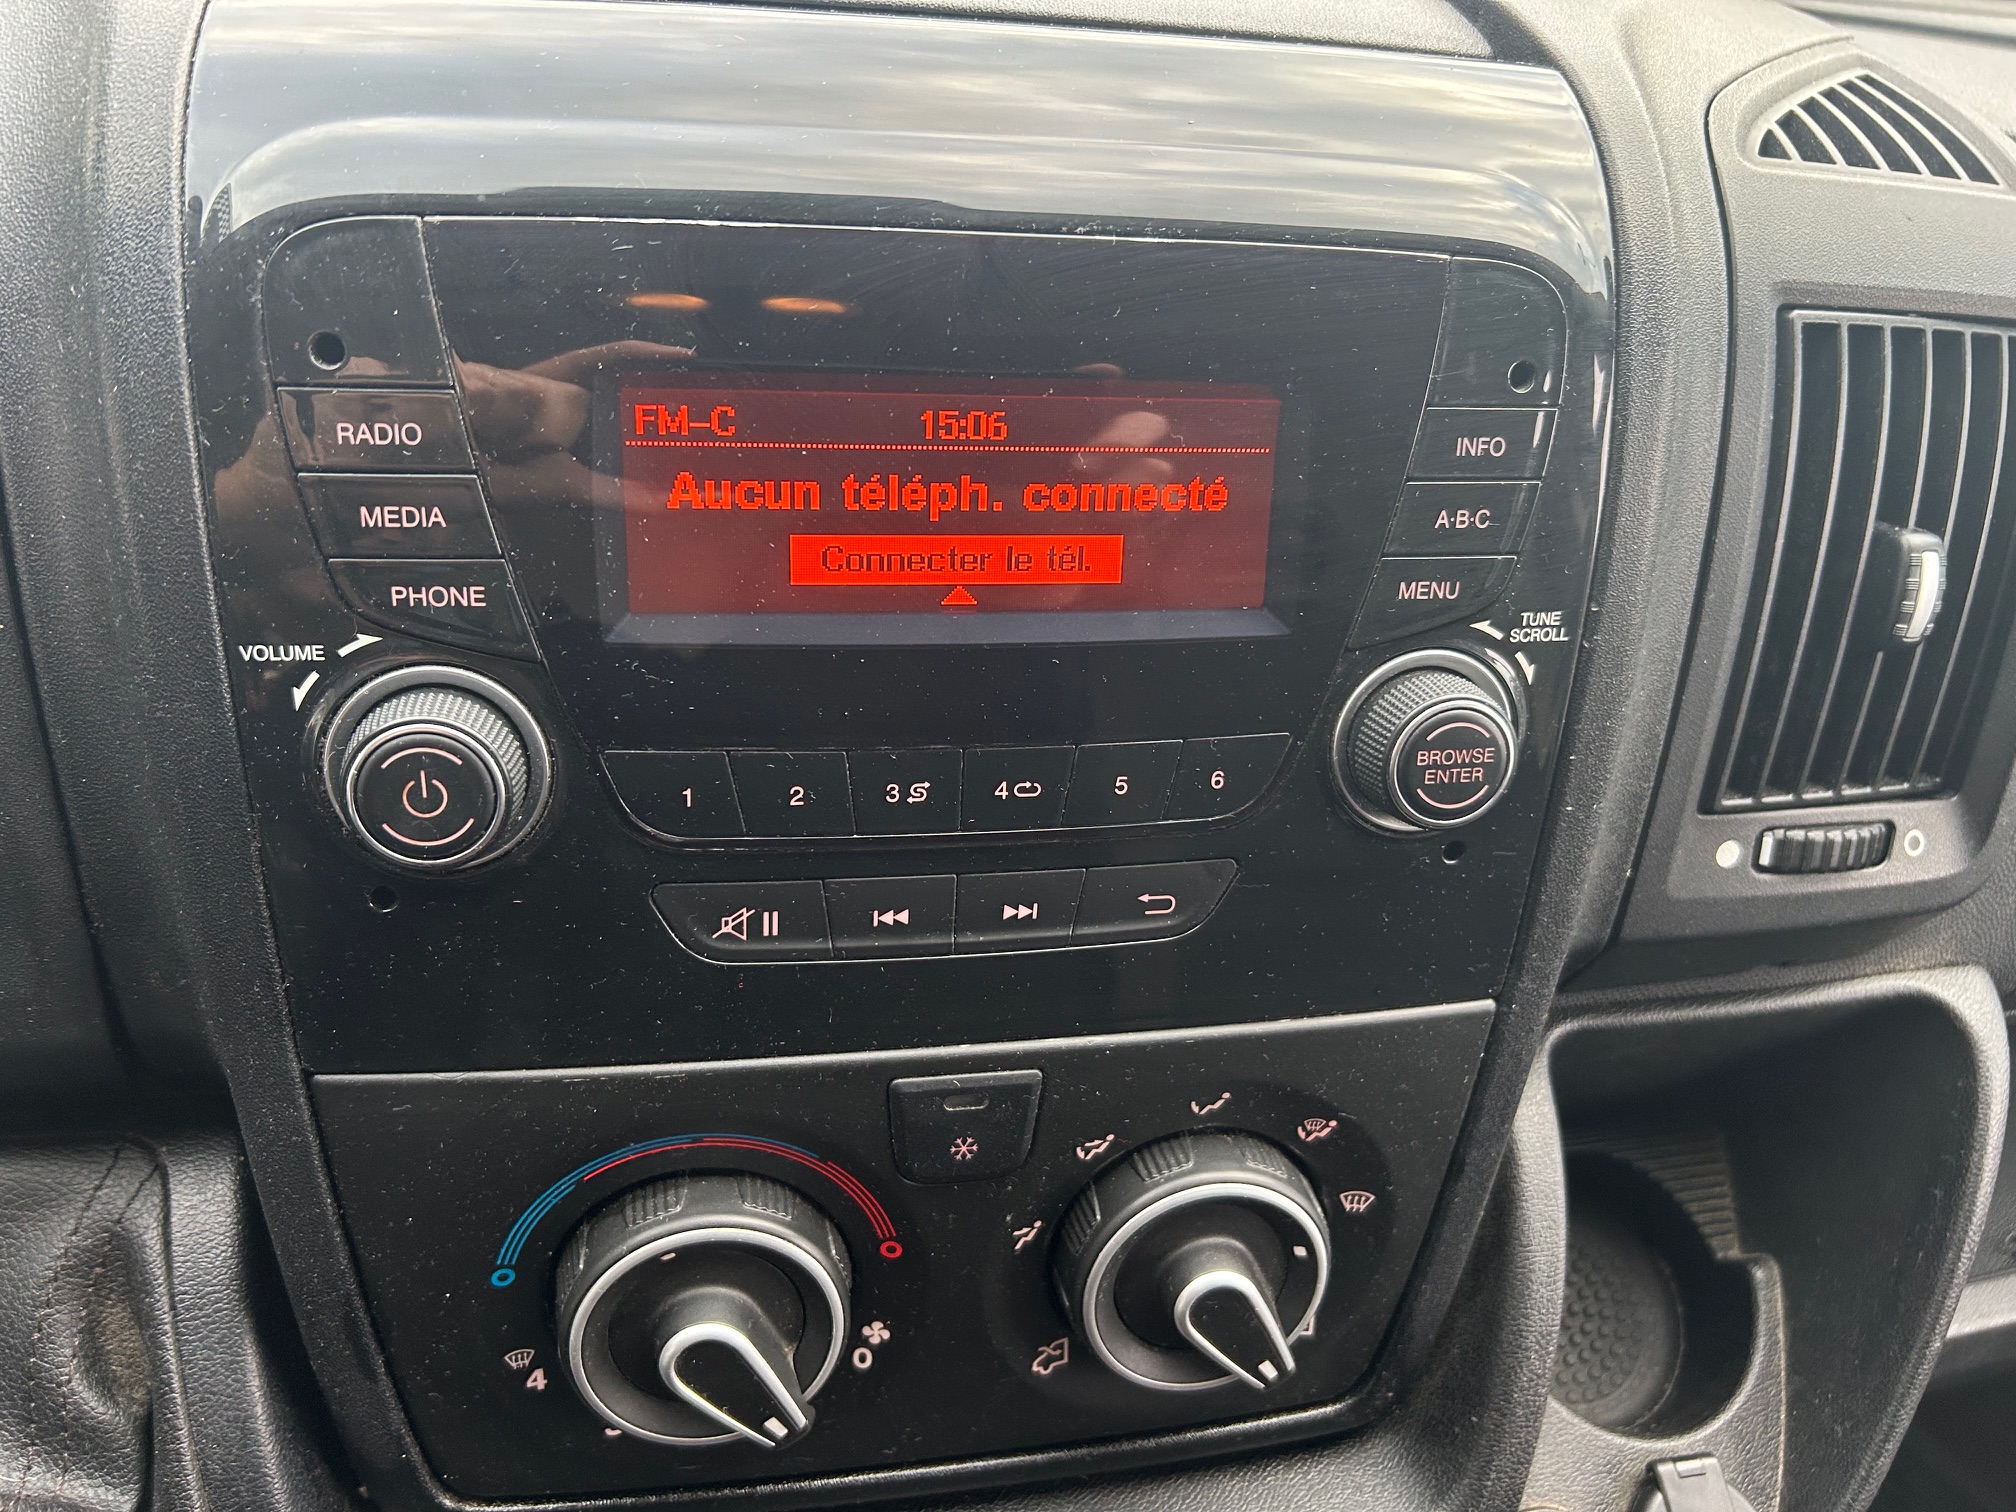 FM-C 15:06
Aucun téléph. connecté
Connecter le tél.
RADIO
MEDIA
PHONE
VOLUME
INFO
A·B·C
MENU
TUNE
SCROLL
BROWSE
ENTER
1 2 3 4 5 6
4 0